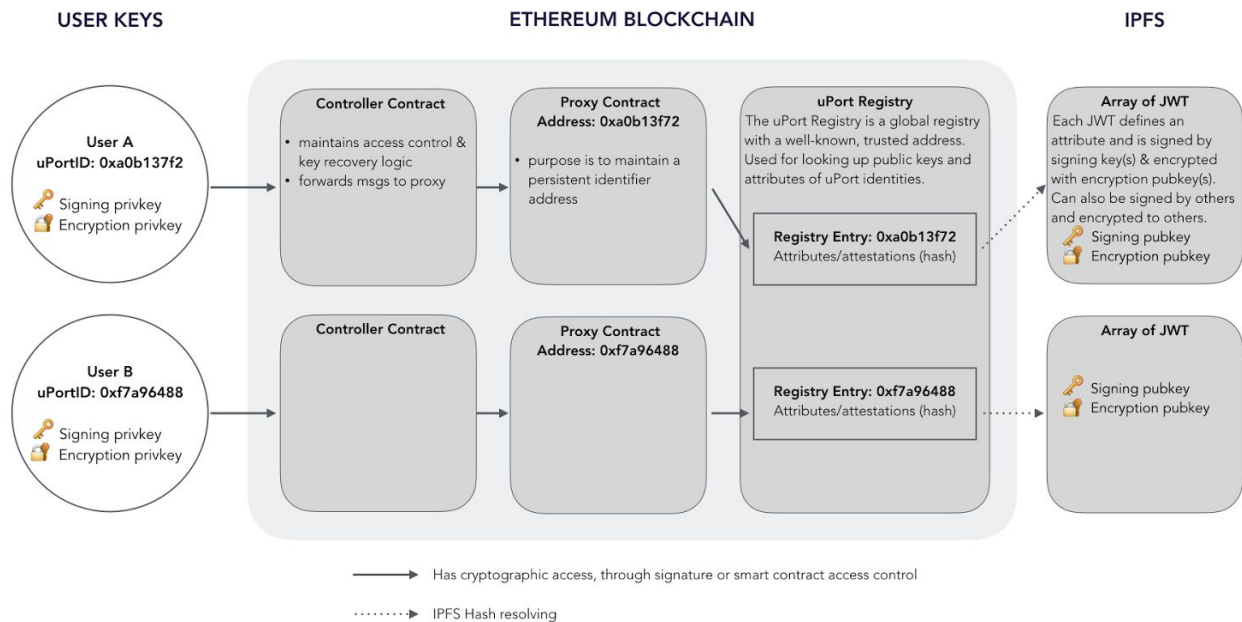 USER KEYS
ETHEREUM BLOCKCHAIN
IPFS
User A
uPortID: 0xa0b137f2
Signing privkey
Encryption privkey
Controller Contract
• maintains access control &
key recovery logic
• forwards msgs to proxy
Proxy Contract
Address: 0xa0b13f72
• purpose is to maintain a
persistent identifier
address
uPort Registry
The uPort Registry is a global registry
with a well-known, trusted address.
Used for looking up public keys and
attributes of uPort identities.
Registry Entry: 0xa0b13f72
Attributes/attestations (hash)
Array of JWT
Each JWT defines an
attribute and is signed by
signing key(s) & encrypted
with encryption pubkey(s).
Can also be signed by others
and encrypted to others.
Signing pubkey
Encryption pubkey
User B
uPortID: 0xf7a96488
Signing privkey
Encryption privkey
Controller Contract
Proxy Contract
Address: 0xf7a96488
Registry Entry: 0xf7a96488
Attributes/attestations (hash)
Array of JWT
Signing pubkey
Encryption pubkey
Has cryptographic access, through signature or smart contract access control
IPFS Hash resolving